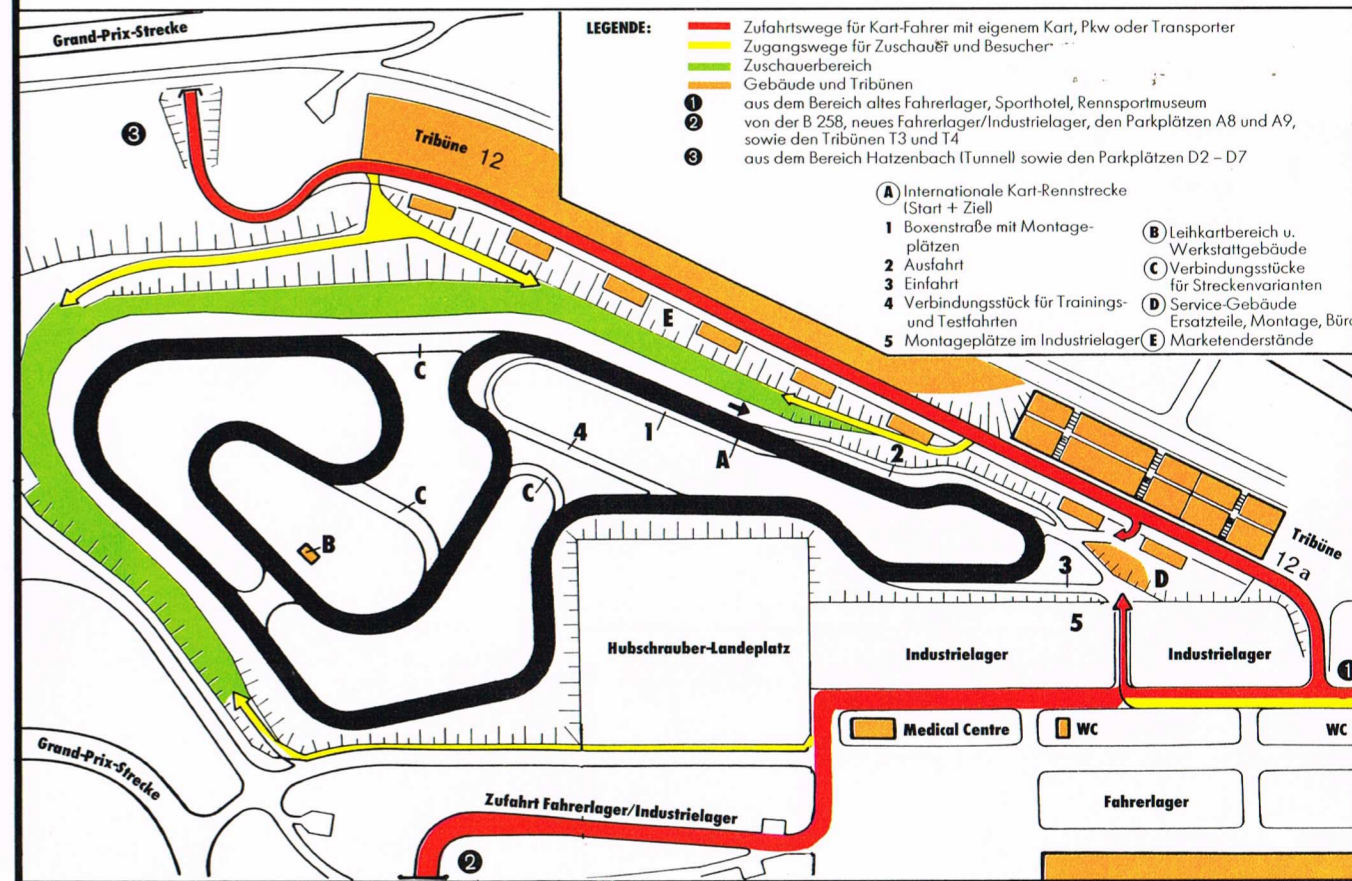 Grand-Prix-Strecke
LEGENDE:
Zufahrtswege für Kart-Fahrer mit eigenem Kart, Pkw oder Transporter
Zugangswege für Zuschauer und Besucher
Zuschauerbereich
Gebäude und Tribünen
1 aus dem Bereich altes Fahrerlager, Sporthotel, Rennsportmuseum
2 von der B 258, neues Fahrerlager/Industrielager, den Parkplätzen A8 und A9,
sowie den Tribünen T3 und T4
3 aus dem Bereich Hatzenbach (Tunnel) sowie den Parkplätzen D2 – D7
A Internationale Kart-Rennstrecke
(Start + Ziel)
1 Boxenstraße mit Montage-
plätzen
2 Ausfahrt
3 Einfahrt
4 Verbindungsstück für Trainings-
und Testfahrten
5 Montageplätze im Industrielager
B Leihkartbereich u.
Werkstattgebäude
C Verbindungsstücke
für Streckenvarianten
D Service-Gebäude
Ersatzteile, Montage, Büro
E Marketenderstände
3
Tribüne 12
E
C
1
4
A
2
C
C
B
3
D
5
Tribüne
12a
Hubschrauber-Landeplatz
Industrielager
Industrielager
1
Medical Centre
WC
WC
Grand-Prix-Strecke
Zufahrt Fahrerlager/Industrielager
Fahrerlager
2